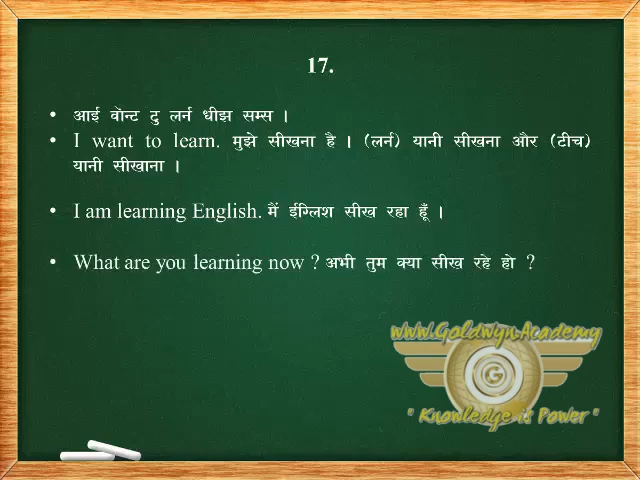 17.
• आई वॉन्ट टु लर्न धीझ सम्स ।
• I want to learn. मुझे सीखना है । (लर्न) यानी सीखना और (टीच)
यानी सीखाना ।
• I am learning English. मैं ईंग्लिश सीख रहा हूँ ।
• What are you learning now ? अभी तुम क्या सीख रहे हो ?
www.GoldwynAcademy
G
" Knowledge is Power "